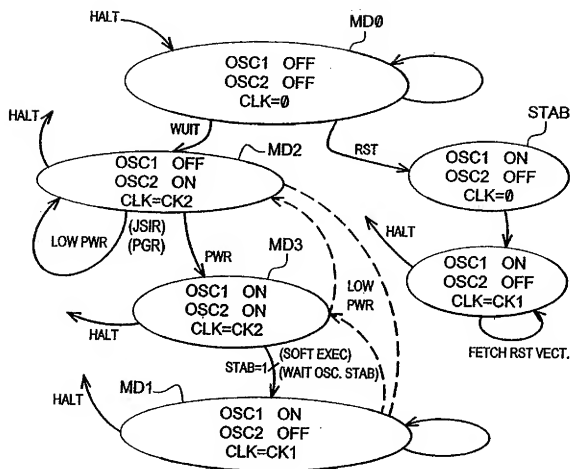 HALT
MD0
OSC1 OFF
OSC2 OFF
CLK=0
HALT
WUIT
MD2
RST
STAB
OSC1 OFF
OSC2 ON
CLK=CK2
OSC1 ON
OSC2 OFF
CLK=0
LOW PWR
(JSIR)
(PGR)
PWR
MD3
LOW
PWR
HALT
OSC1 ON
OSC2 OFF
CLK=CK1
OSC1 ON
OSC2 ON
CLK=CK2
HALT
FETCH RST VECT.
STAB=1
(SOFT EXEC)
(WAIT OSC. STAB)
MD1
HALT
OSC1 ON
OSC2 OFF
CLK=CK1